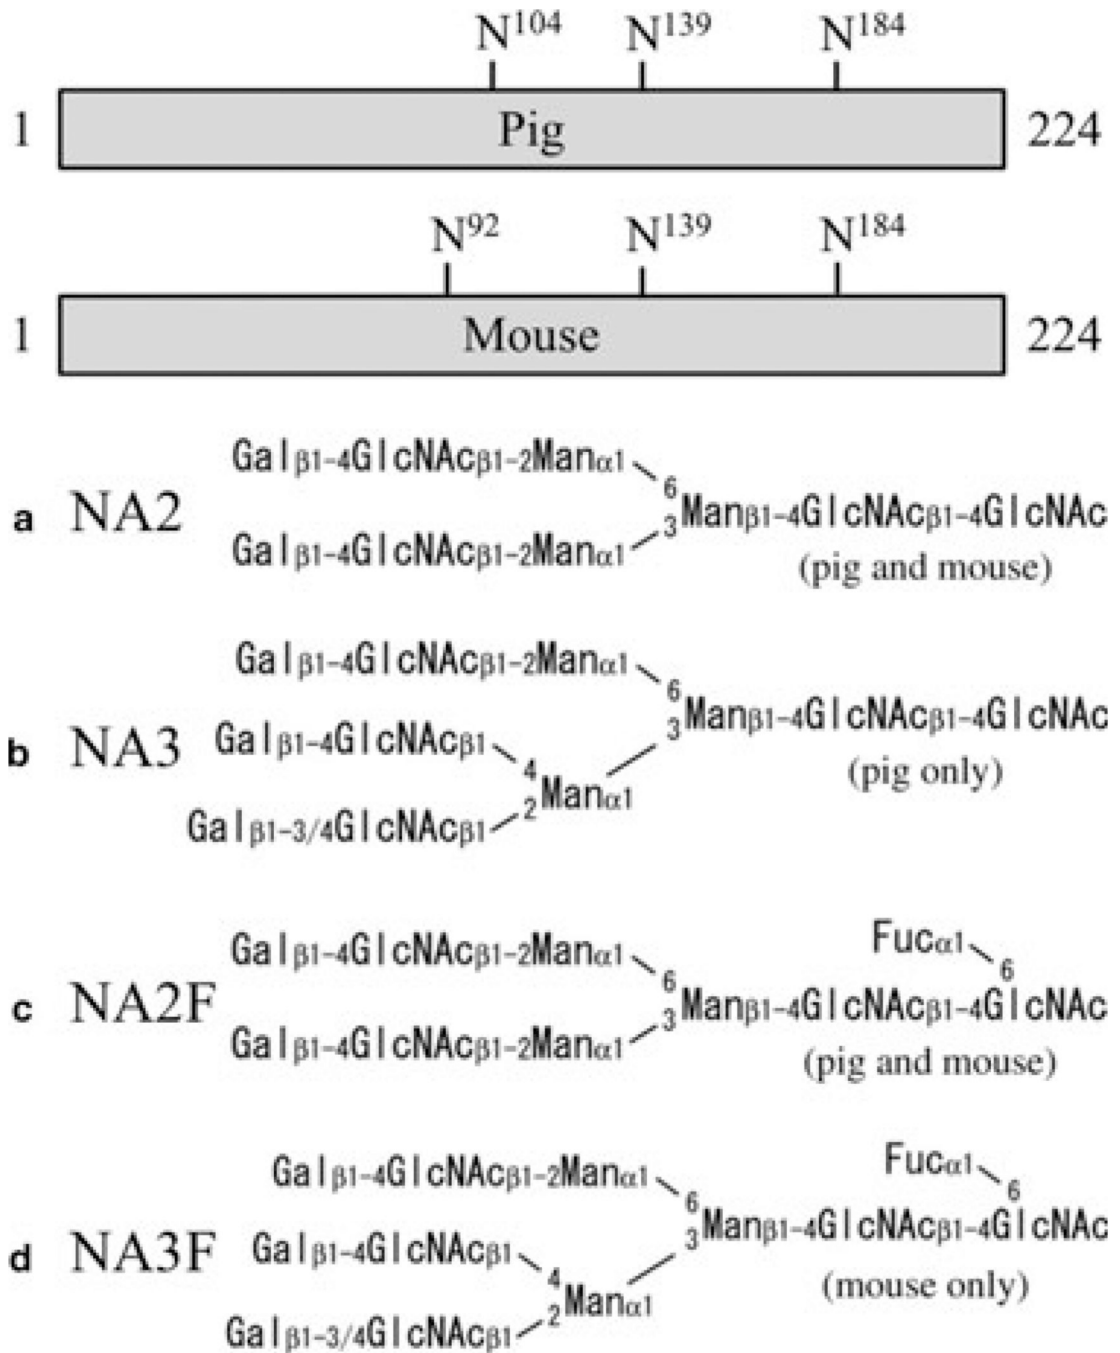 N104 N139 N184
1 Pig 224
N92 N139 N184
1 Mouse 224
Galβ1-4GlcNAcβ1-2Manα1
6
a NA2 Manβ1-4GlcNAcβ1-4GlcNAc
3
Galβ1-4GlcNAcβ1-2Manα1
(pig and mouse)
Galβ1-4GlcNAcβ1-2Manα1
6
Manβ1-4GlcNAcβ1-4GlcNAc
3
b NA3 Galβ1-4GlcNAcβ1
(pig only)
4
Manα1
2
Galβ1-3/4GlcNAcβ1
Fucα1
Galβ1-4GlcNAcβ1-2Manα1
6 6
c NA2F Manβ1-4GlcNAcβ1-4GlcNAc
3
Galβ1-4GlcNAcβ1-2Manα1
(pig and mouse)
Fucα1
Galβ1-4GlcNAcβ1-2Manα1
6 6
Manβ1-4GlcNAcβ1-4GlcNAc
3
d NA3F Galβ1-4GlcNAcβ1
(mouse only)
4
Manα1
2
Galβ1-3/4GlcNAcβ1